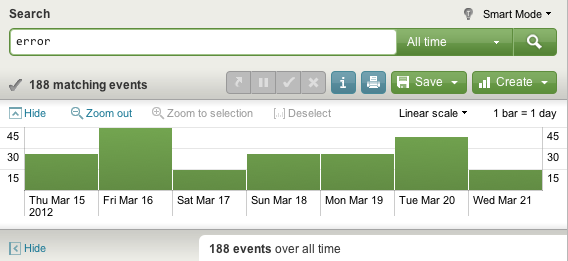 Search
Smart Mode
error
All time
188 matching events
Save
Create
Hide
Zoom out
Zoom to selection
Deselect
Linear scale
1 bar = 1 day
45
45
30
30
15
15
Thu Mar 15
2012
Fri Mar 16
Sat Mar 17
Sun Mar 18
Mon Mar 19
Tue Mar 20
Wed Mar 21
Hide
188 events over all time